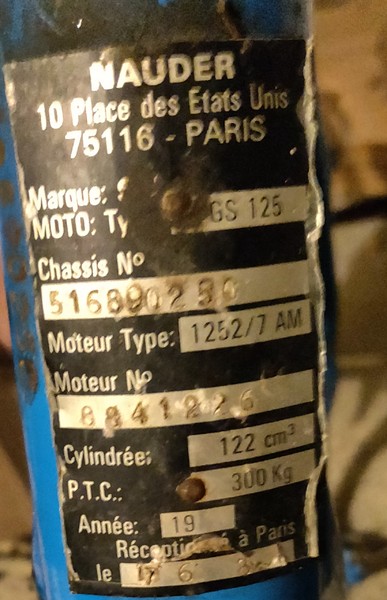 NAUDER
10 Place des Etats Unis
75116 - PARIS
Marque:
MOTO: Ty GS 125
Chassis Nº
Moteur Type: 1252/7 AM
Moteur Nº
Cylindrée: 122 cm³
P.T.C.: 300 Kg
Année: 19
à Paris
le